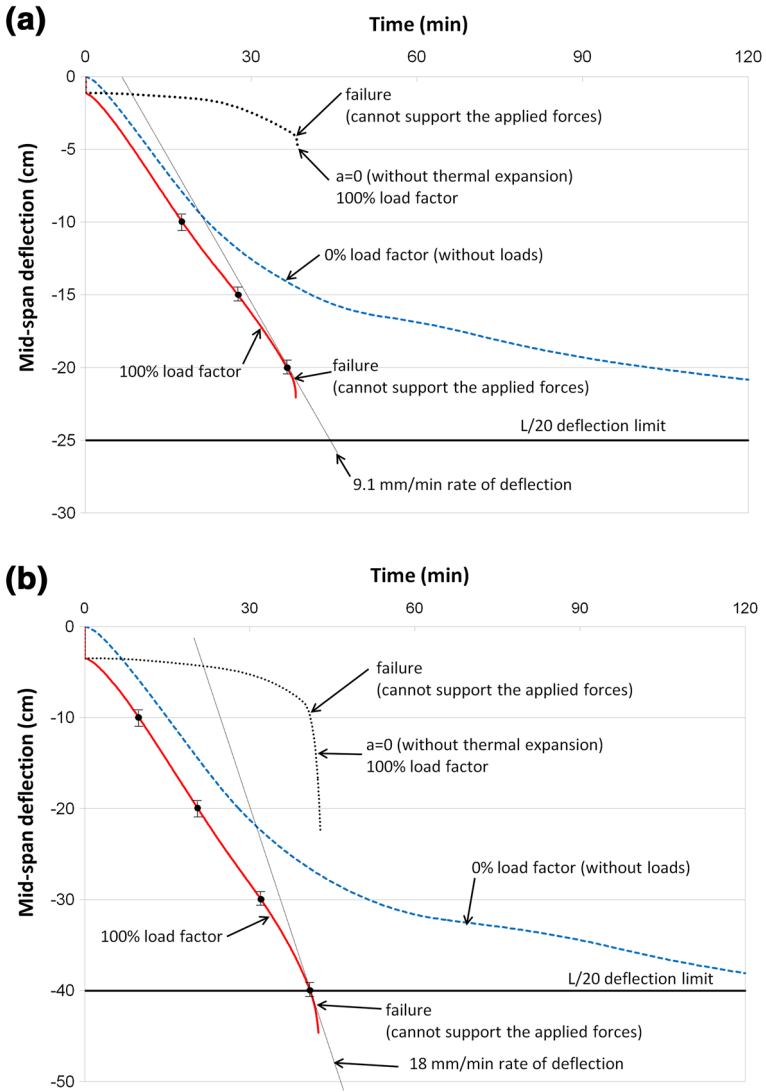 (a)
Time (min)
0 30 60 90 120
Mid-span deflection (cm)
0
-5
-10
-15
-20
-25
-30
failure
(cannot support the applied forces)
a=0 (without thermal expansion)
100% load factor
0% load factor (without loads)
100% load factor
failure
(cannot support the applied forces)
L/20 deflection limit
9.1 mm/min rate of deflection
(b)
Time (min)
0 30 60 90 120
Mid-span deflection (cm)
0
-10
-20
-30
-40
-50
failure
(cannot support the applied forces)
a=0 (without thermal expansion)
100% load factor
0% load factor (without loads)
100% load factor
L/20 deflection limit
failure
(cannot support the applied forces)
18 mm/min rate of deflection